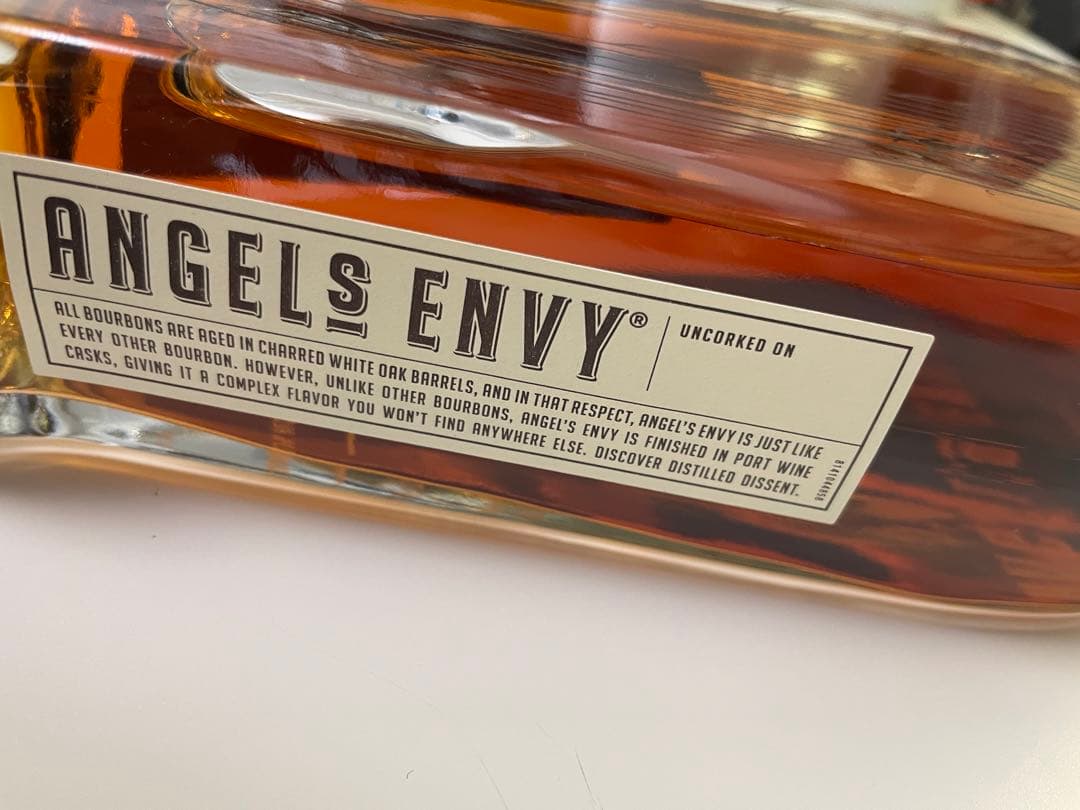 ANGELS ENVY®
UNCORKED ON
ALL BOURBONS ARE AGED IN CHARRED WHITE OAK BARRELS, AND IN THAT RESPECT, ANGEL'S ENVY IS JUST LIKE
EVERY OTHER BOURBON. HOWEVER, UNLIKE OTHER BOURBONS, ANGEL'S ENVY IS FINISHED IN PORT WINE
CASKS, GIVING IT A COMPLEX FLAVOR YOU WON'T FIND ANYWHERE ELSE. DISCOVER DISTILLED DISSENT.